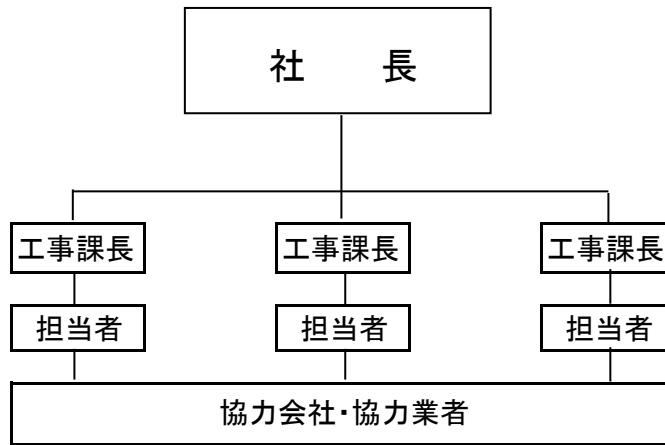 社　　長
工事課長　工事課長　工事課長
担当者　担当者　担当者
協力会社・協力業者